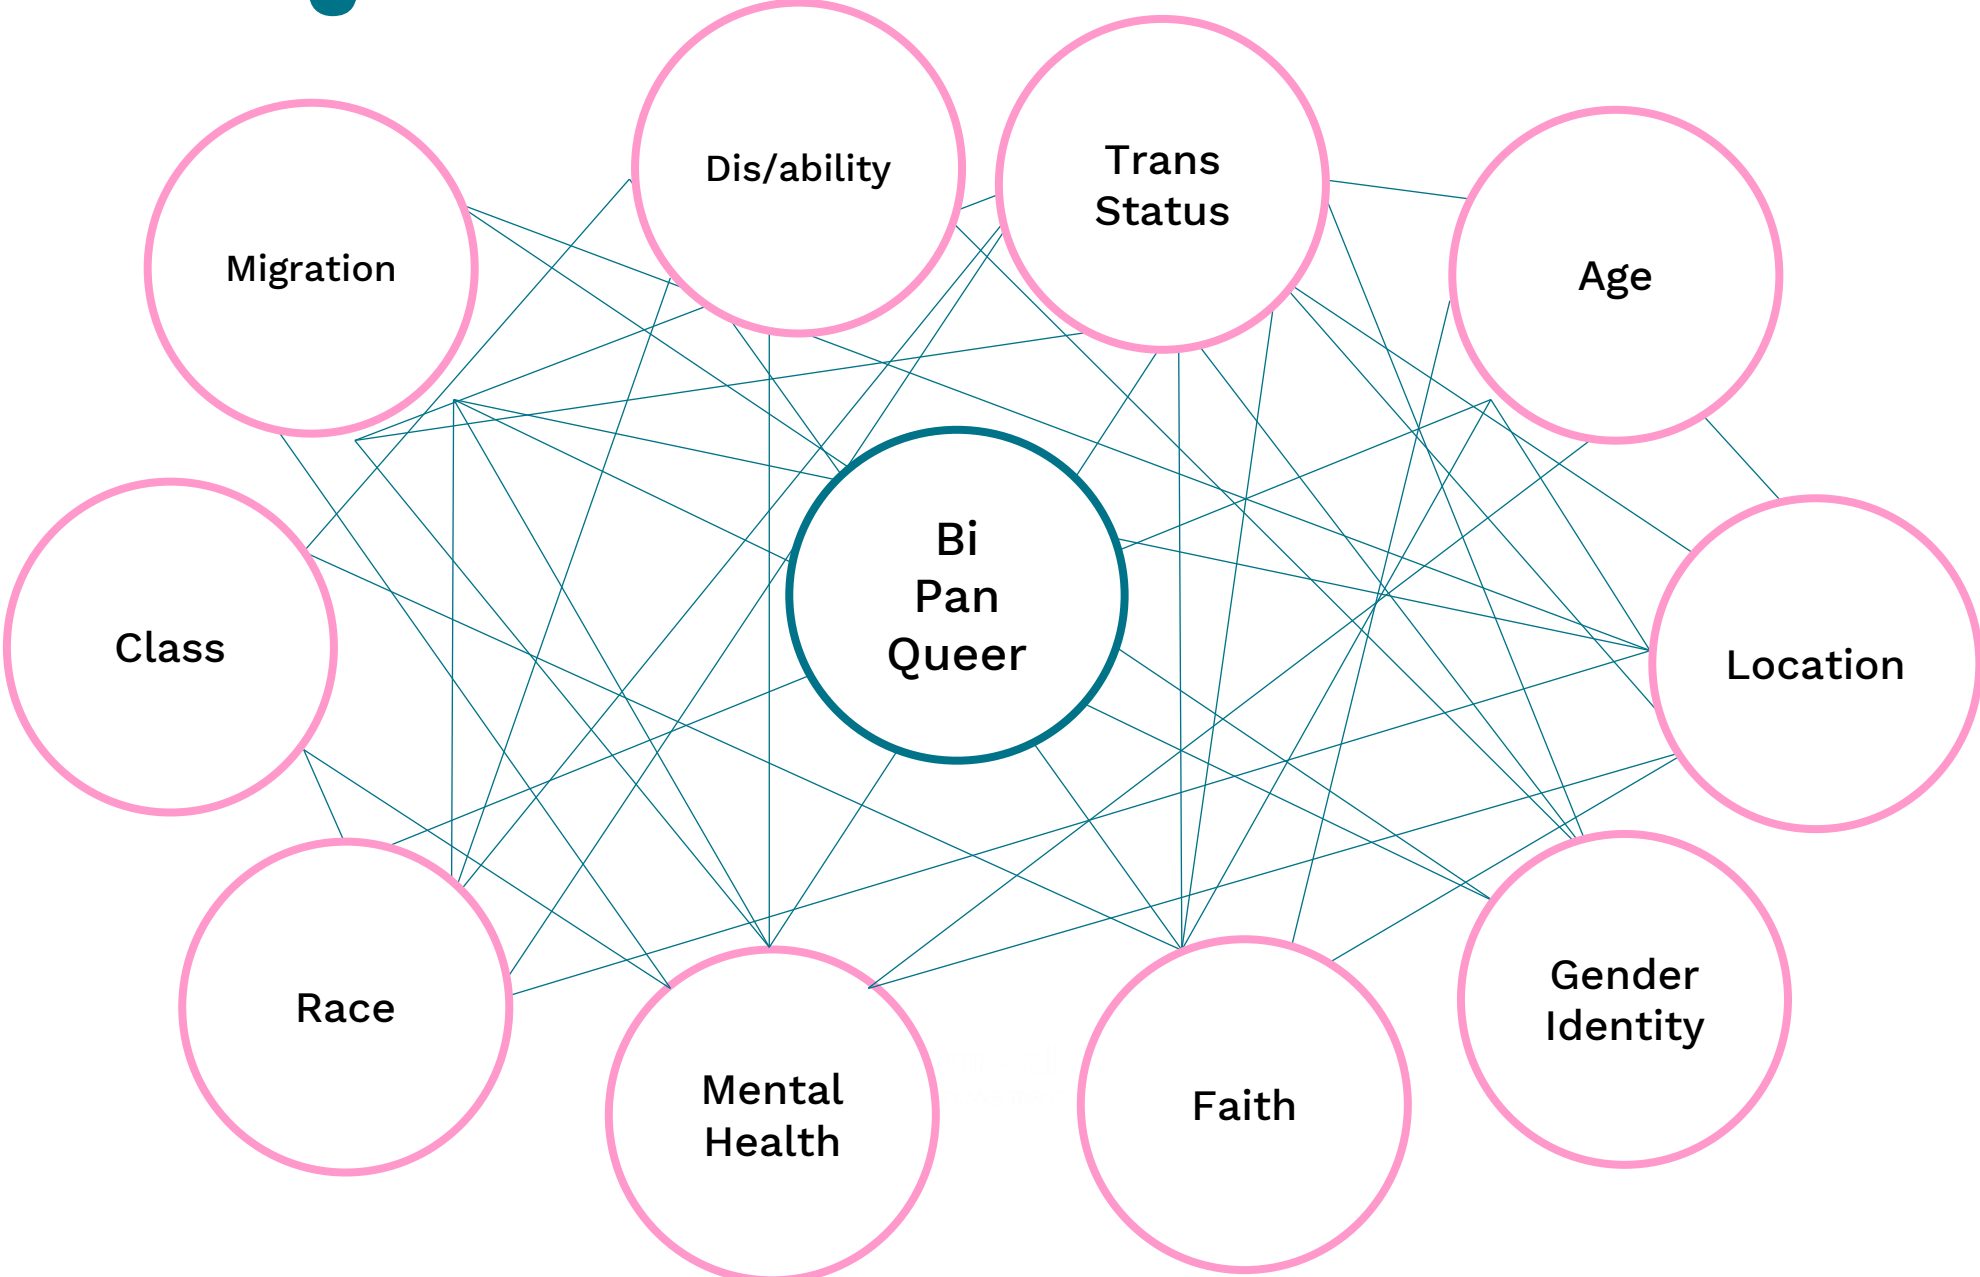 Dis/ability
Trans
Status
Migration
Age
Bi
Pan
Queer
Class
Location
Race
Mental
Health
Faith
Gender
Identity